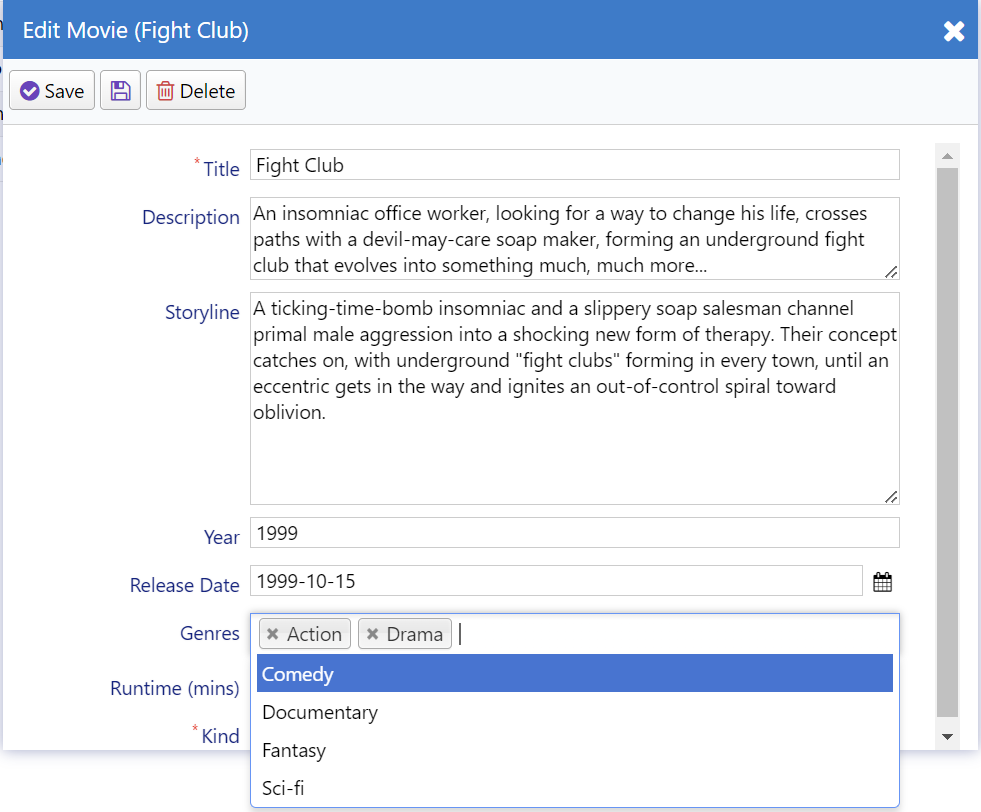 Edit Movie (Fight Club)
Save
Delete
* Title
Fight Club
Description
An insomniac office worker, looking for a way to change his life, crosses
paths with a devil-may-care soap maker, forming an underground fight
club that evolves into something much, much more...
Storyline
A ticking-time-bomb insomniac and a slippery soap salesman channel
primal male aggression into a shocking new form of therapy. Their concept
catches on, with underground "fight clubs" forming in every town, until an
eccentric gets in the way and ignites an out-of-control spiral toward
oblivion.
Year
1999
Release Date
1999-10-15
Genres
Action
Drama
Comedy
Runtime (mins)
Documentary
* Kind
Fantasy
Sci-fi